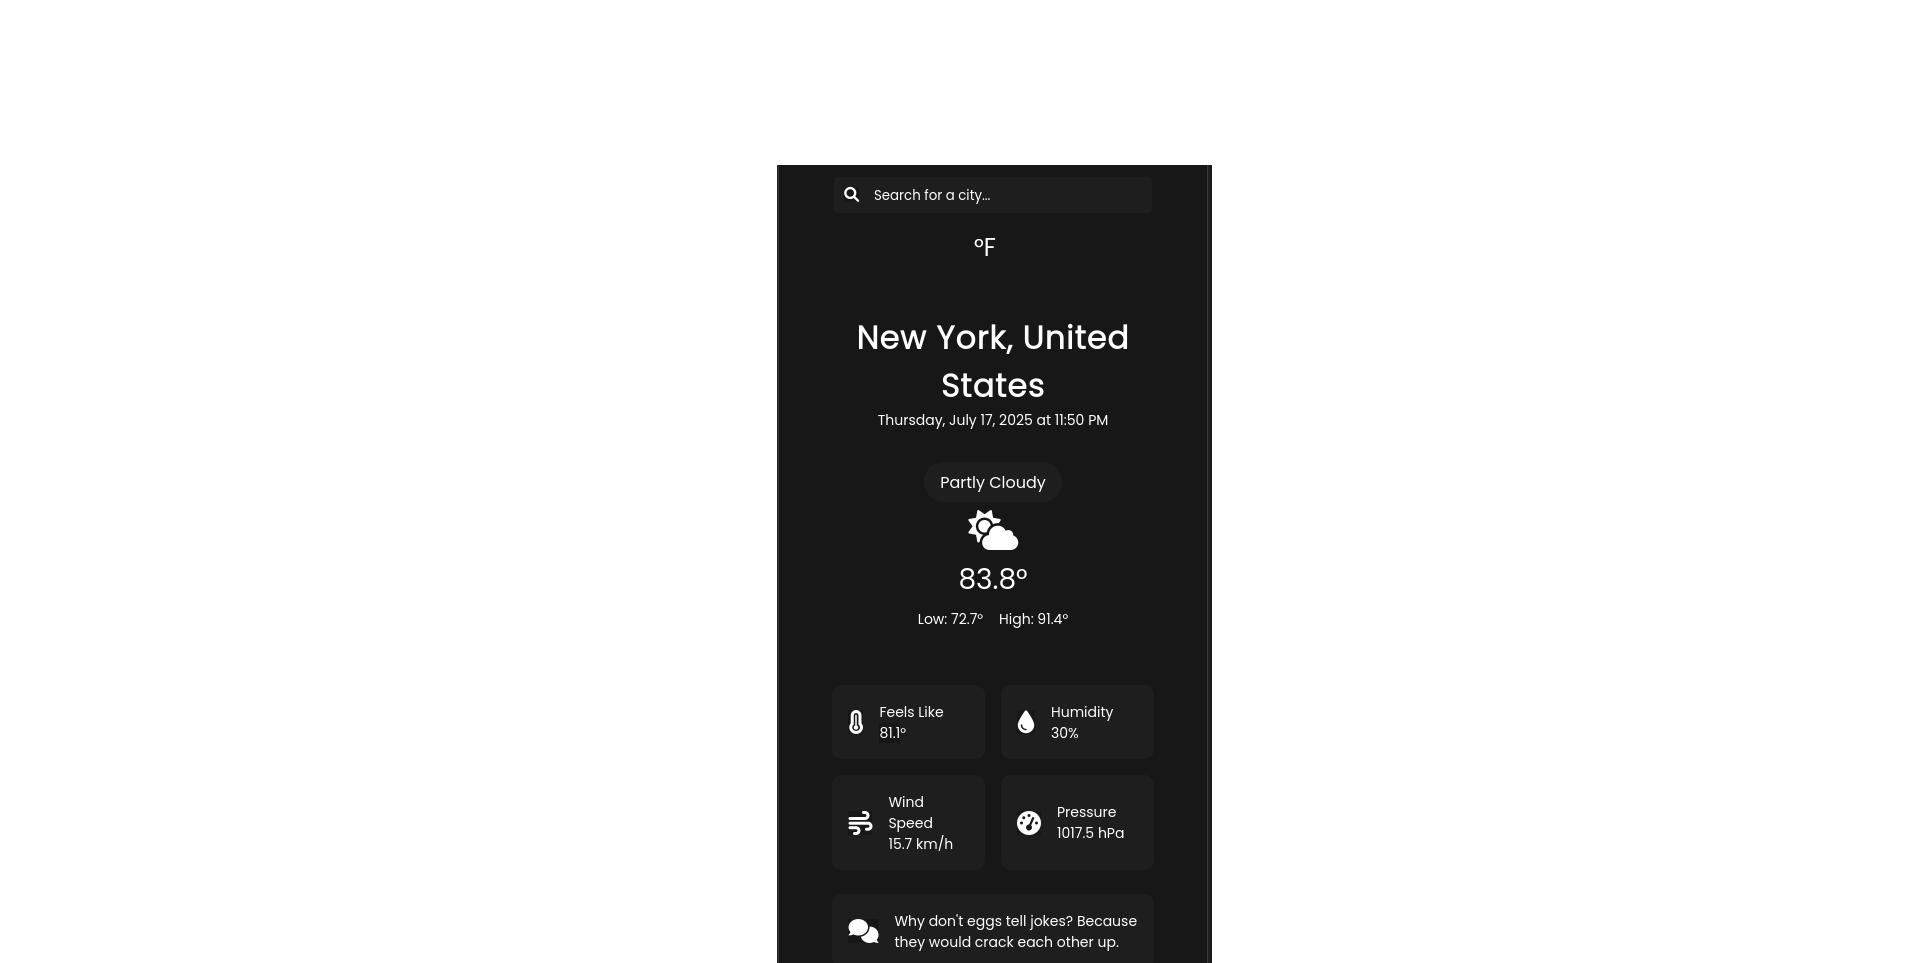 Search for a city...
°F
New York, United
States
Thursday, July 17, 2025 at 11:50 PM
Partly Cloudy
83.8°
Low: 72.7° High: 91.4°
Feels Like
81.1°
Humidity
30%
Wind
Speed
15.7 km/h
Pressure
1017.5 hPa
Why don't eggs tell jokes? Because
they would crack each other up.